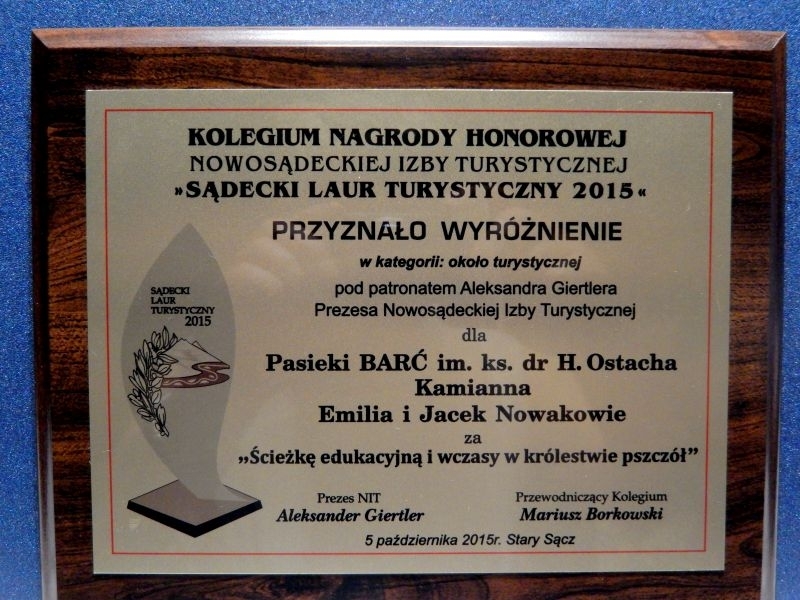 KOLEGIUM NAGRODY HONOROWEJ
NOWOSĄDECKIEJ IZBY TURYSTYCZNEJ
»SĄDECKI LAUR TURYSTYCZNY 2015«
PRZYZNAŁO WYRÓŻNIENIE
w kategorii: około turystycznej
pod patronatem Aleksandra Giertlera
Prezesa Nowosądeckiej Izby Turystycznej
dla
Pasieki BARĆ im. ks. dr H. Ostacha
Kamianna
Emilia i Jacek Nowakowie
za
„Ścieżkę edukacyjną i wczasy w królestwie pszczół”
SĄDECKI
LAUR
TURYSTYCZNY
2015
Prezes NIT
Aleksander Giertler
Przewodniczący Kolegium
Mariusz Borkowski
5 października 2015r. Stary Sącz